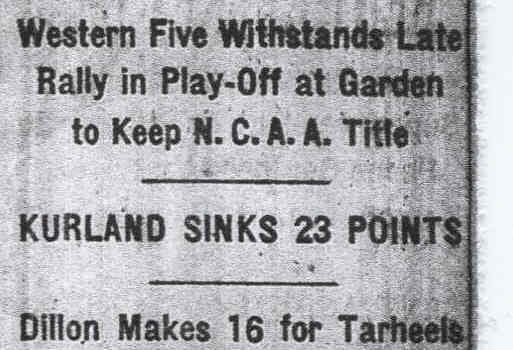 Western Five Withstands Late
Rally in Play-Off at Garden
to Keep N. C. A. A. Title
KURLAND SINKS 23 POINTS
Dillon Makes 16 for Tarheels